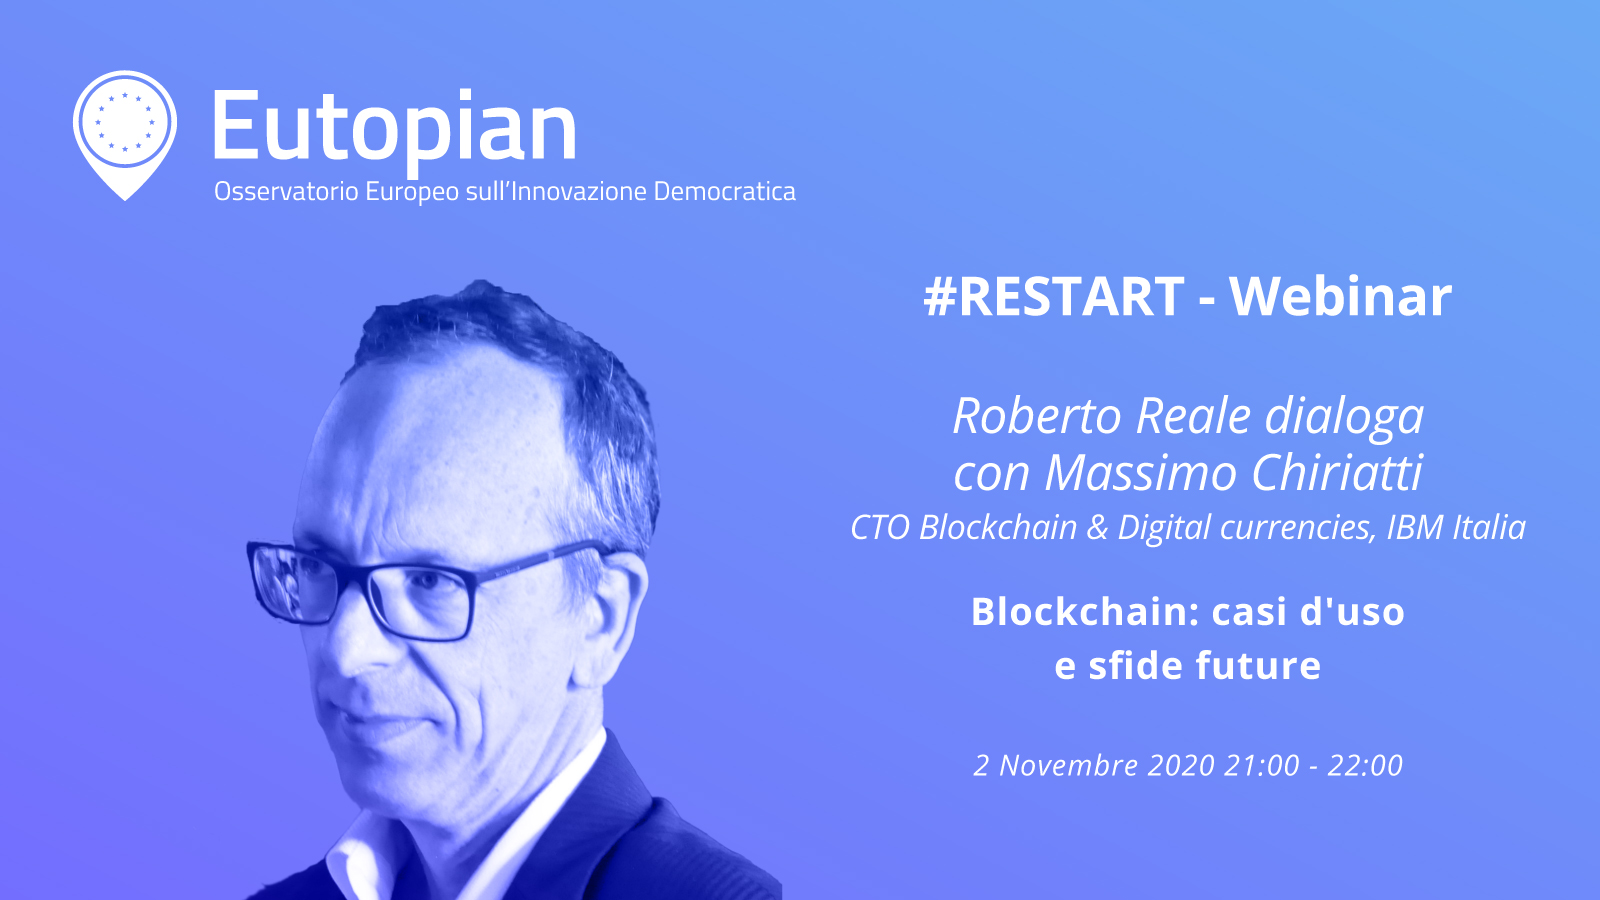 Eutopian
Osservatorio Europeo sull’Innovazione Democratica
#RESTART - Webinar
Roberto Reale dialoga
con Massimo Chiriatti
CTO Blockchain & Digital currencies, IBM Italia
Blockchain: casi d'uso
e sfide future
2 Novembre 2020 21:00 - 22:00